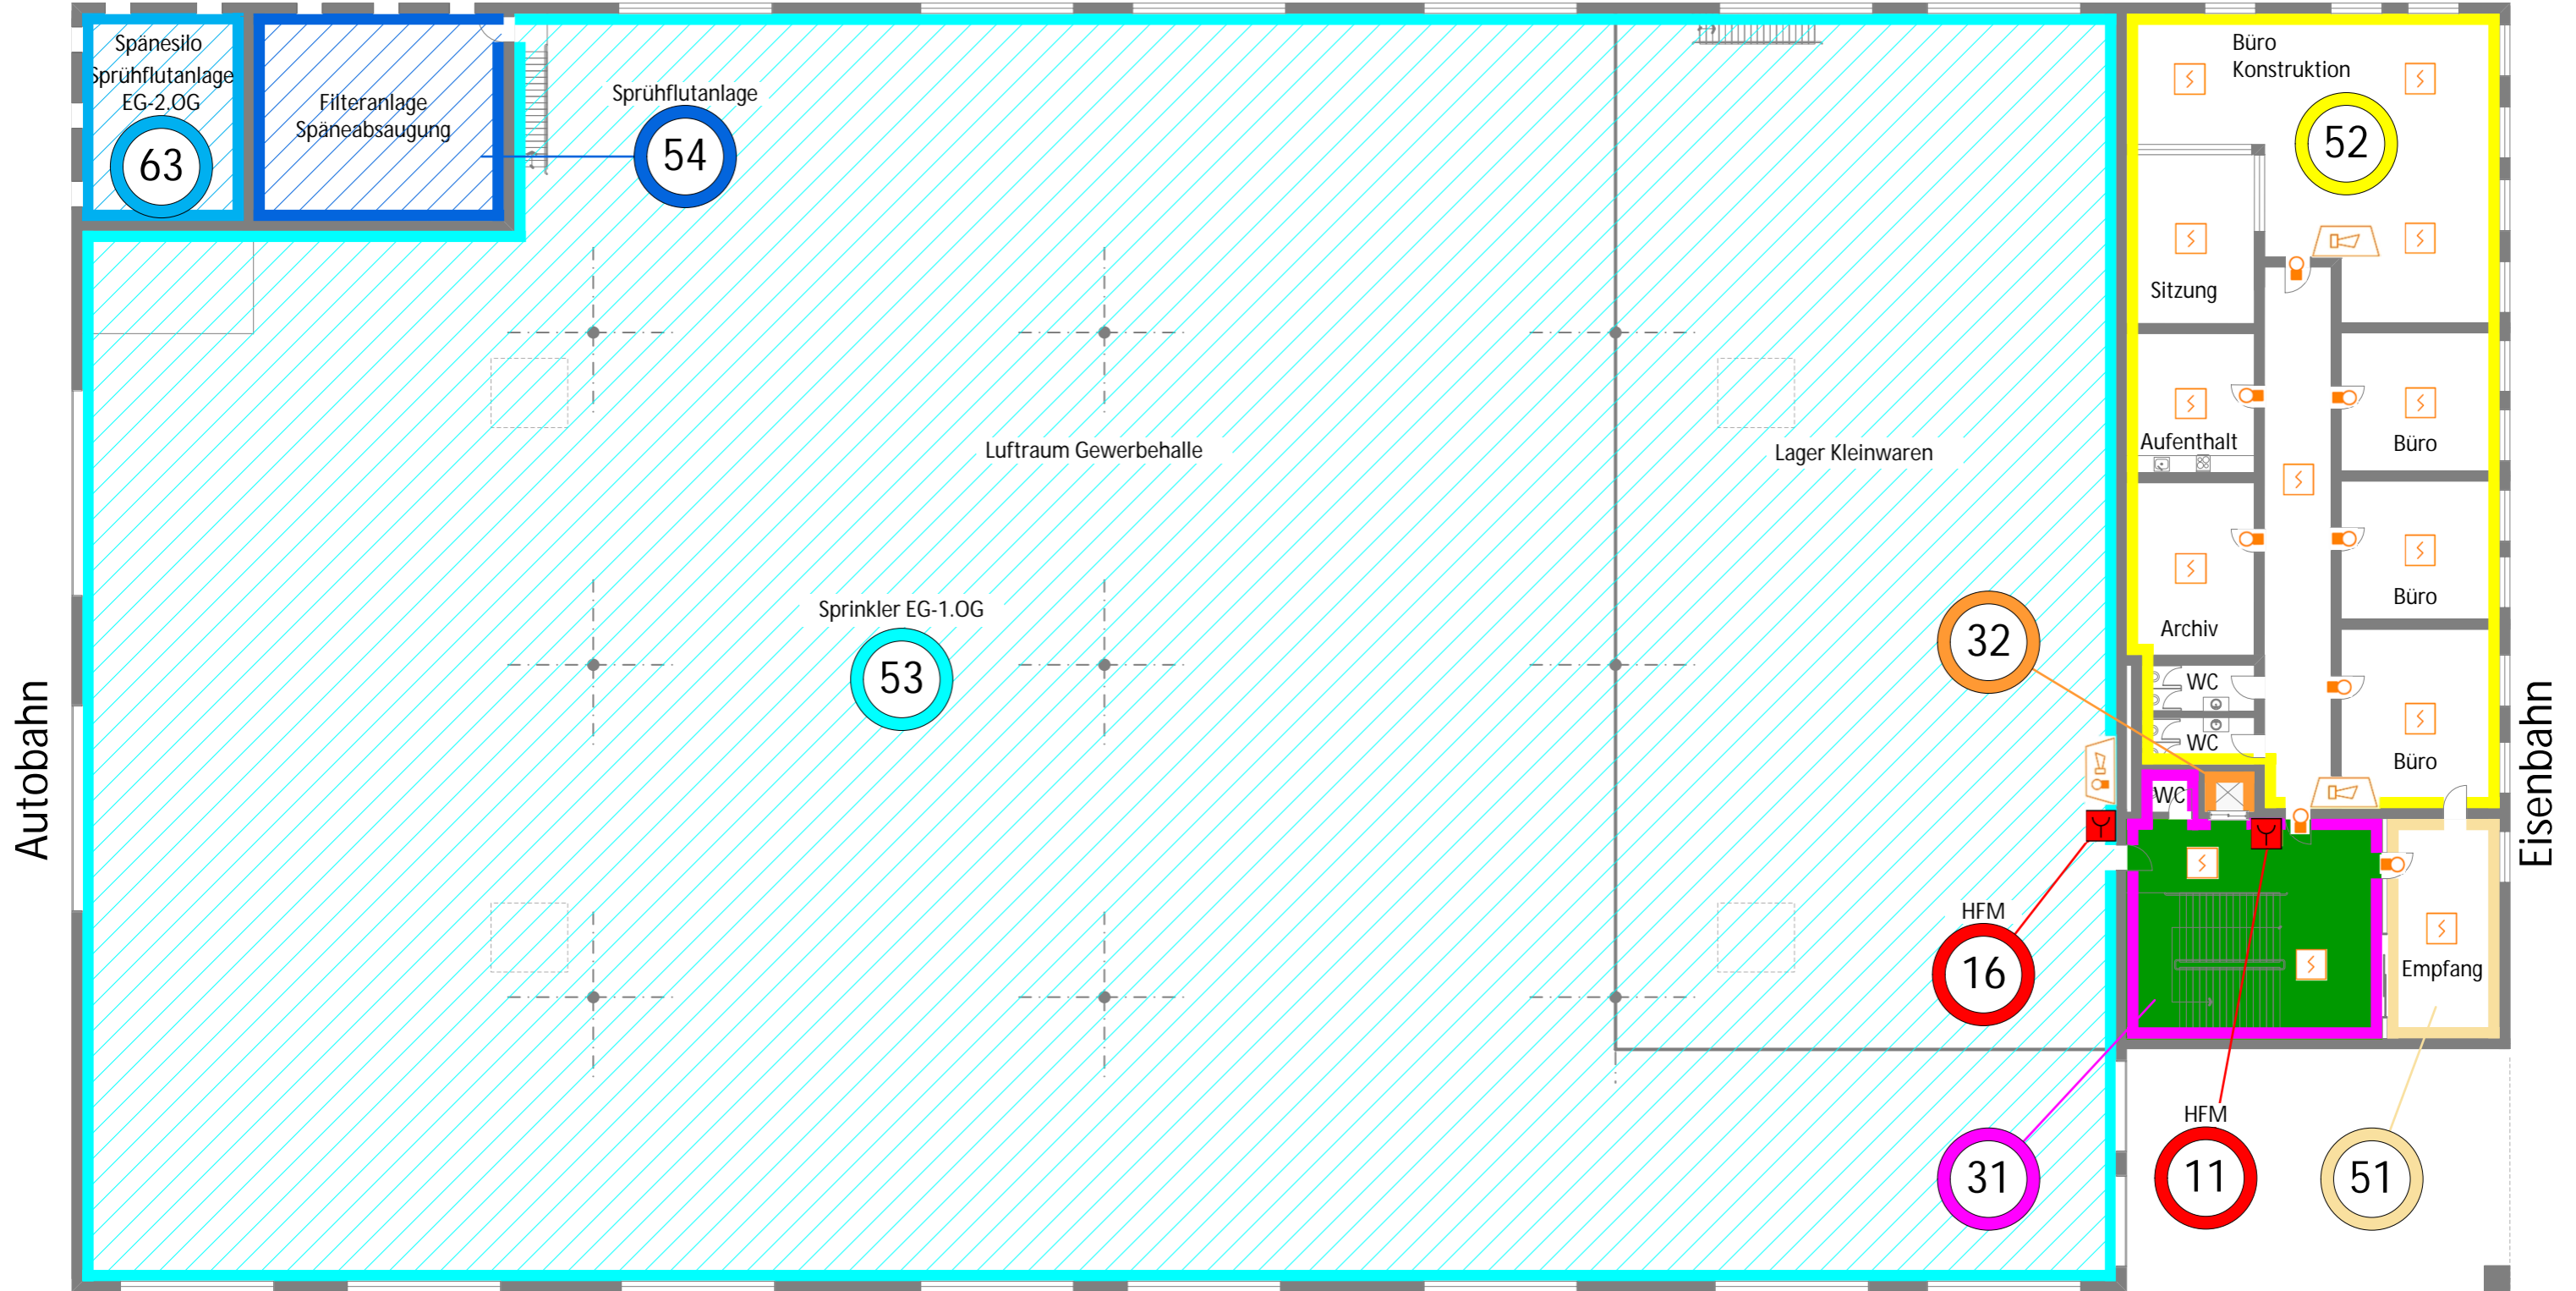 Spänesilo
Sprühflutanlage
EG-2.OG
63
Filteranlage
Späneabsaugung
Sprühflutanlage
54
Büro
Konstruktion
52
Sitzung
Luftraum Gewerbehalle
Lager Kleinwaren
Aufenthalt
Büro
Sprinkler EG-1.OG
53
32
Archiv
Büro
WC
WC
Büro
WC
Autobahn
Eisenbahn
HFM
16
Empfang
HFM
31
11
51